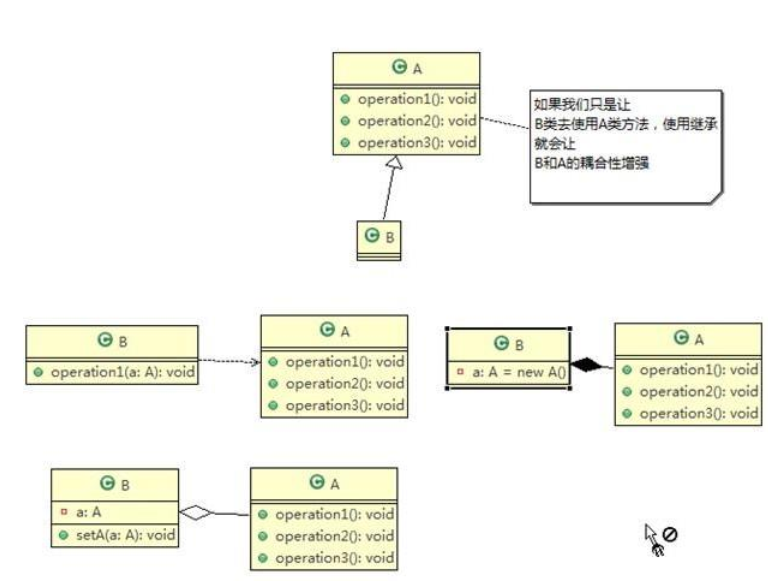 A
operation1(): void
operation2(): void
operation3(): void
如果我们只是让
B类去使用A类方法，使用继承
就会让
B和A的耦合性增强
B
B
operation1(a: A): void
A
operation1(): void
operation2(): void
operation3(): void
B
a: A = new A()
A
operation1(): void
operation2(): void
operation3(): void
B
a: A
setA(a: A): void
A
operation1(): void
operation2(): void
operation3(): void